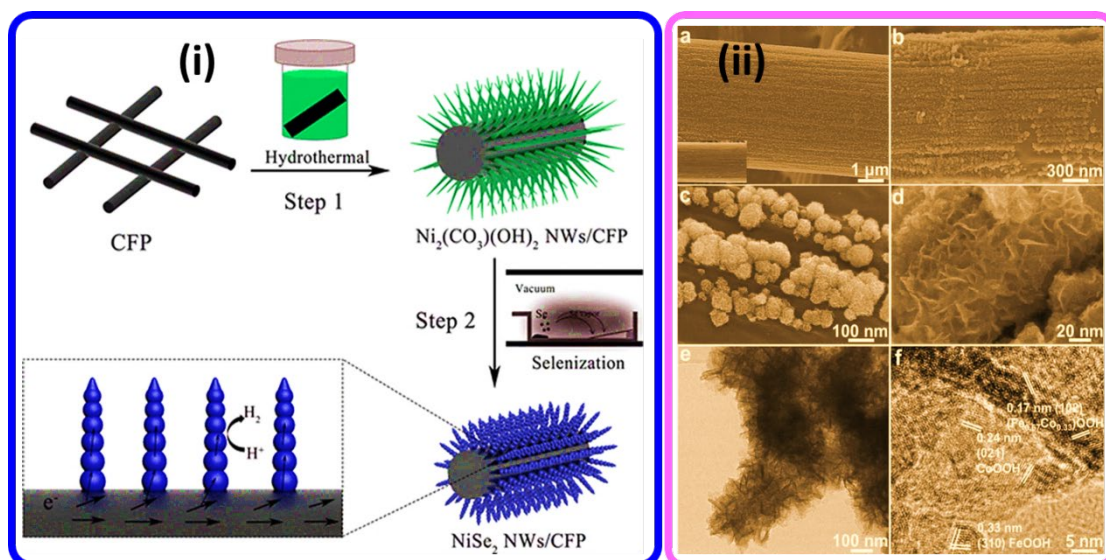 (i)
Hydrothermal
Step 1
CFP
Ni₂(CO₃)(OH)₂ NWs/CFP
Step 2
Vacuum
Se
Se vapor
Selenization
H₂
H⁺
e⁻
NiSe₂ NWs/CFP
(ii)
a
1 μm
b
300 nm
c
100 nm
d
20 nm
e
100 nm
f
0.17 nm (102)
0.24 nm
(021)
CoOOH
0.33 nm
(310) FeOOH
5 nm